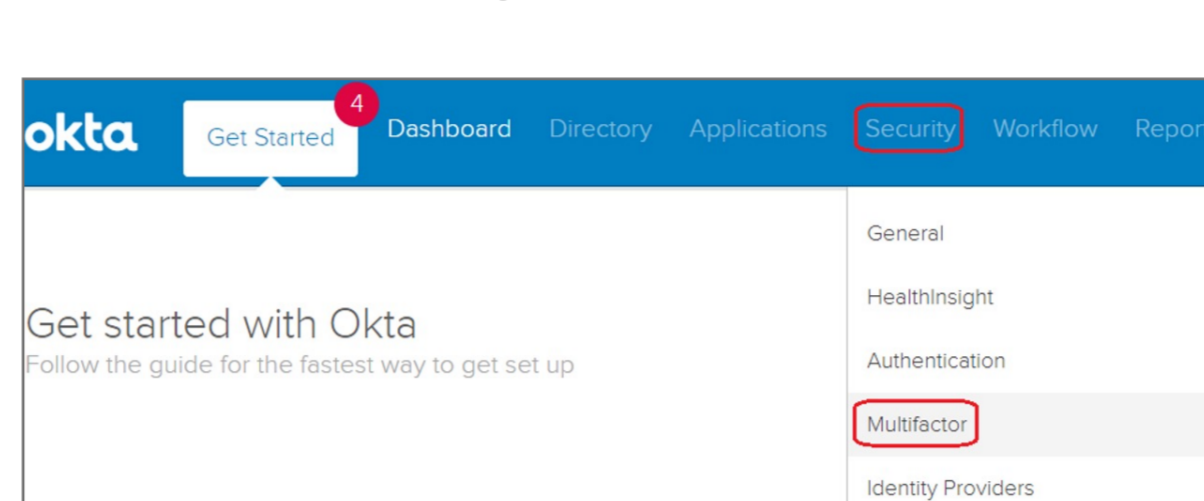 okta Get Started 4 Dashboard Directory Applications Security Workflow Repor
General
HealthInsight
Get started with Okta
Follow the guide for the fastest way to get set up
Authentication
Multifactor
Identity Providers